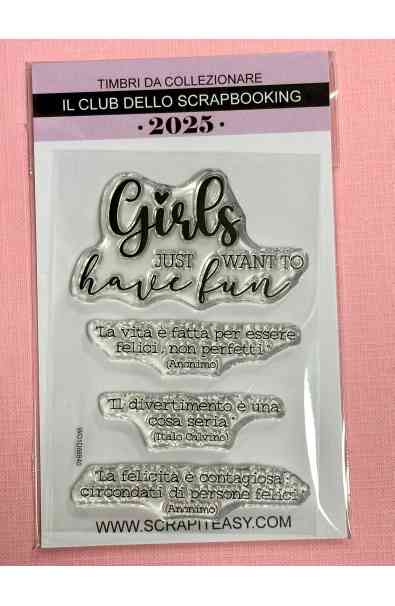 TIMBRI DA COLLEZIONARE
IL CLUB DELLO SCRAPBOOKING
· 2025 ·
Girls
JUST WANT TO
have fun
"La vita è fatta per essere
felici, non perfetti."
(Anonimo)
"Il divertimento è una
cosa seria"
(Italo Calvino)
"La felicità è contagiosa:
circondati di persone felici."
(Anonimo)
WWW.SCRAPITEASY.COM